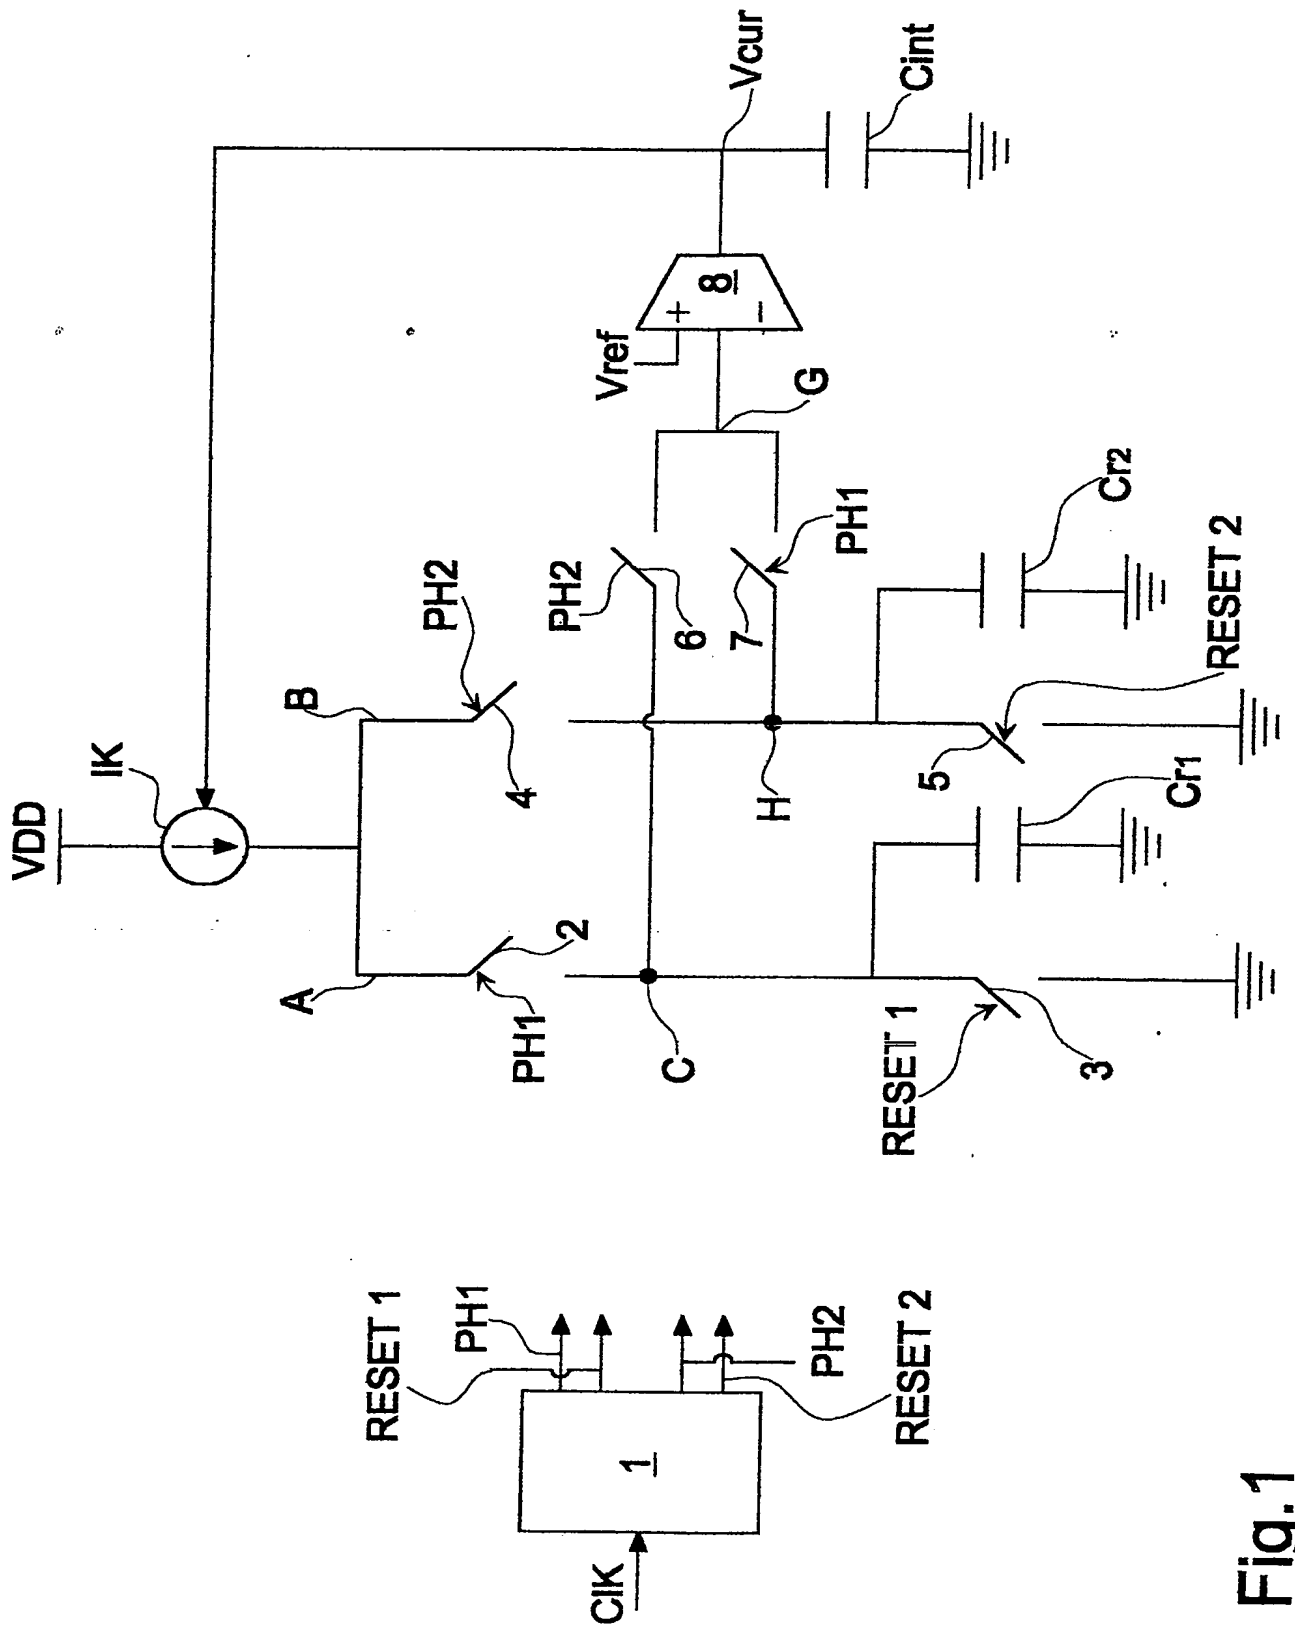 VDD
IK
A
B
PH1
2
PH2
4
C
H
PH2
6
7
PH1
G
Vref
+
-
8
Vcur
Cint
RESET 1
3
Cr1
5
RESET 2
Cr2
ClK
1
RESET 1
PH1
PH2
RESET 2
Fig.1